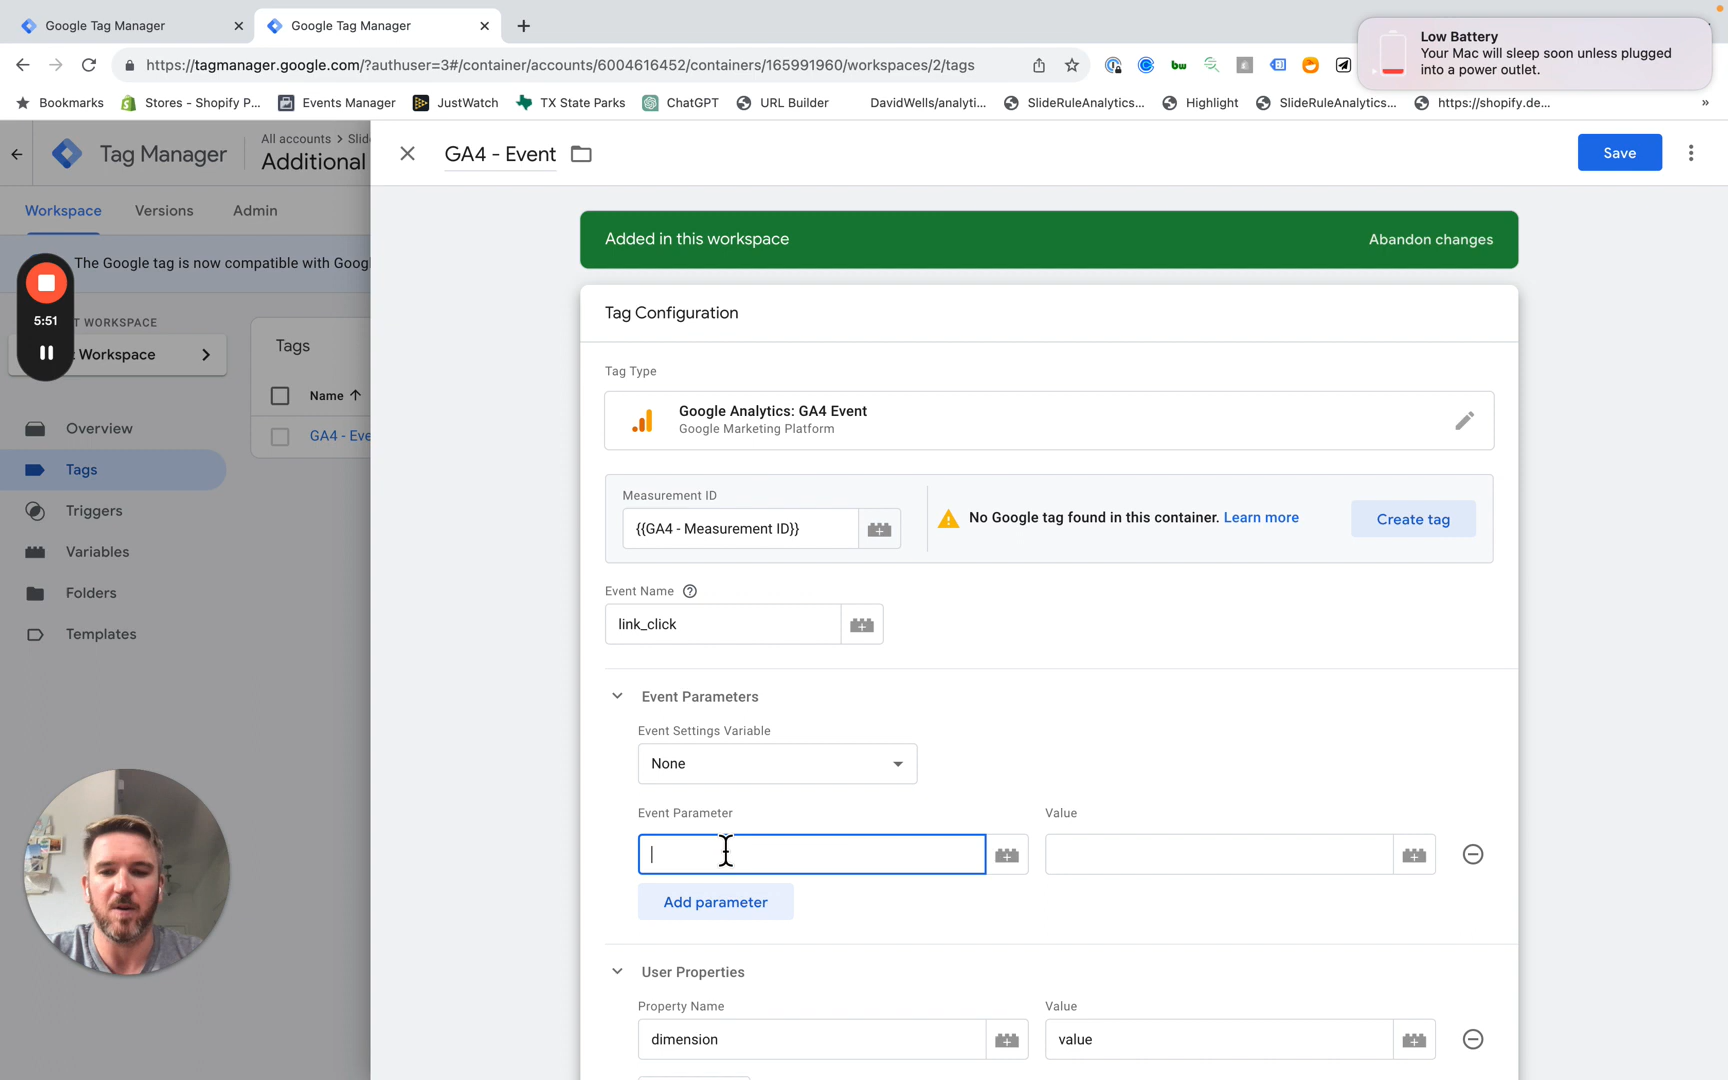 Google Tag Manager
Google Tag Manager
Low Battery
Your Mac will sleep soon unless plugged
into a power outlet.
https://tagmanager.google.com/?authuser=3#/container/accounts/6004616452/containers/165991960/workspaces/2/tags
bw
Bookmarks
Stores - Shopify P...
Events Manager
JustWatch
TX State Parks
ChatGPT
URL Builder
DavidWells/analyti...
SlideRuleAnalytics...
Highlight
SlideRuleAnalytics...
https://shopify.de...
»
Tag Manager
All accounts > Slid
Additional
GA4 - Event
Save
Workspace
Versions
Admin
The Google tag is now compatible with Goog
Added in this workspace
Abandon changes
5:51
T WORKSPACE
Workspace
Tags
Name
GA4 - Eve
Overview
Tags
Triggers
Variables
Folders
Templates
Tag Configuration
Tag Type
Google Analytics: GA4 Event
Google Marketing Platform
Measurement ID
{{GA4 - Measurement ID}}
No Google tag found in this container. Learn more
Create tag
Event Name
link_click
Event Parameters
Event Settings Variable
None
Event Parameter
Value
Add parameter
User Properties
Property Name
Value
dimension
value